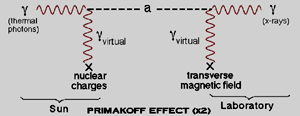 γ a γ
(thermal photons) (x-rays)
γvirtual γvirtual
nuclear charges
transverse magnetic field
Sun Laboratory
PRIMAKOFF EFFECT (x2)